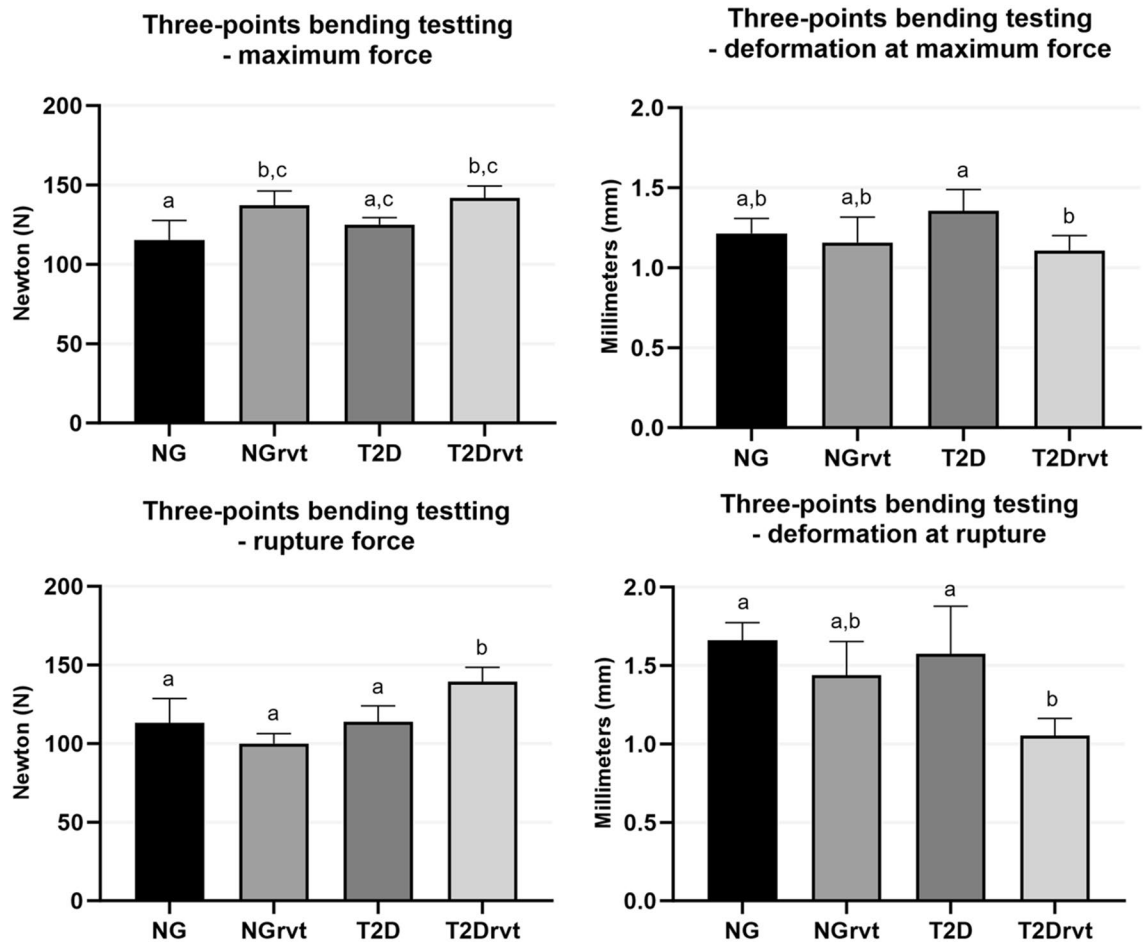 Three-points bending testting
- maximum force
Newton (N)
200
150
100
50
0
a
b,c
a,c
b,c
NG
NGrvt
T2D
T2Drvt
Three-points bending testing
- deformation at maximum force
Millimeters (mm)
2.0
1.5
1.0
0.5
0.0
a,b
a,b
a
b
NG
NGrvt
T2D
T2Drvt
Three-points bending testting
- rupture force
Newton (N)
200
150
100
50
0
a
a
a
b
NG
NGrvt
T2D
T2Drvt
Three-points bending testing
- deformation at rupture
Millimeters (mm)
2.0
1.5
1.0
0.5
0.0
a
a,b
a
b
NG
NGrvt
T2D
T2Drvt